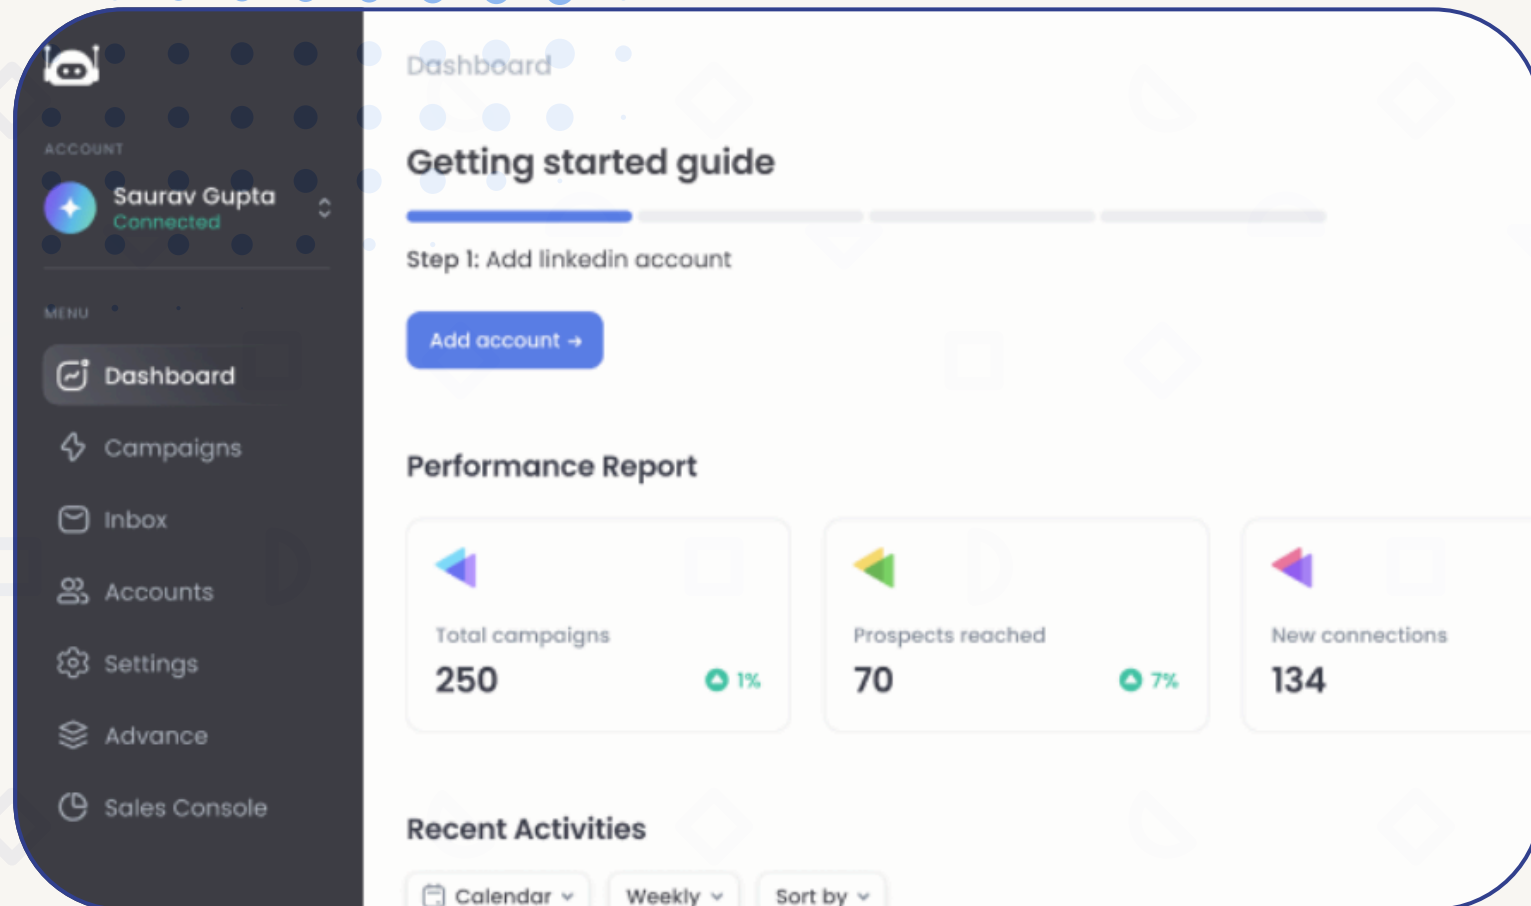 ACCOUNT
Saurav Gupta
Connected
MENU
Dashboard
Campaigns
Inbox
Accounts
Settings
Advance
Sales Console
Dashboard
Getting started guide
Step 1: Add linkedin account
Add account →
Performance Report
Total campaigns
250 1%
Prospects reached
70 7%
New connections
134
Recent Activities
Calendar Weekly Sort by